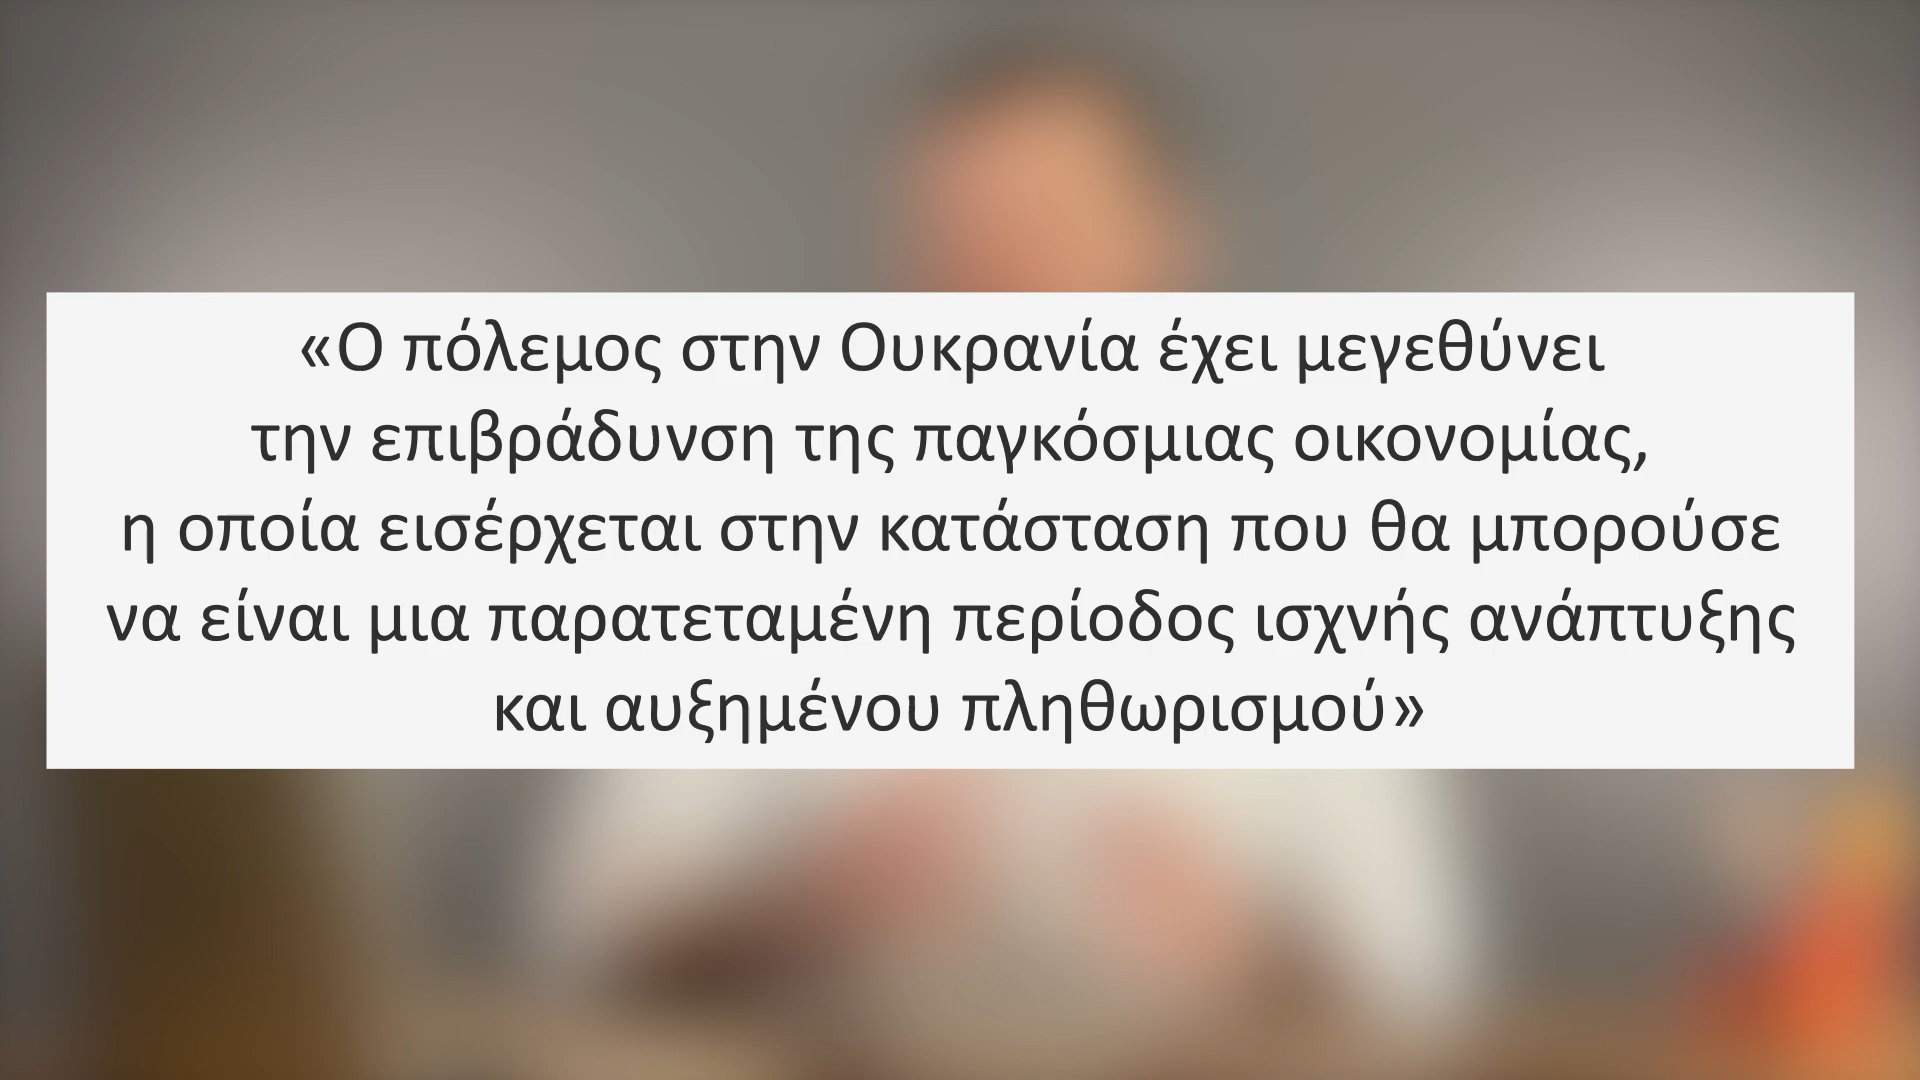 «Ο πόλεμος στην Ουκρανία έχει μεγεθύνει
την επιβράδυνση της παγκόσμιας οικονομίας,
η οποία εισέρχεται στην κατάσταση που θα μπορούσε
να είναι μια παρατεταμένη περίοδος ισχνής ανάπτυξης
και αυξημένου πληθωρισμού»